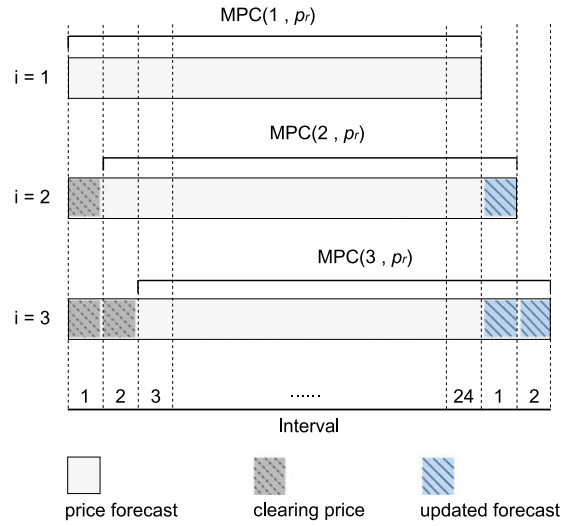 MPC(1 , pr)
i = 1
MPC(2 , pr)
i = 2
MPC(3 , pr)
i = 3
1 2 3 ...... 24 1 2
Interval
price forecast clearing price updated forecast